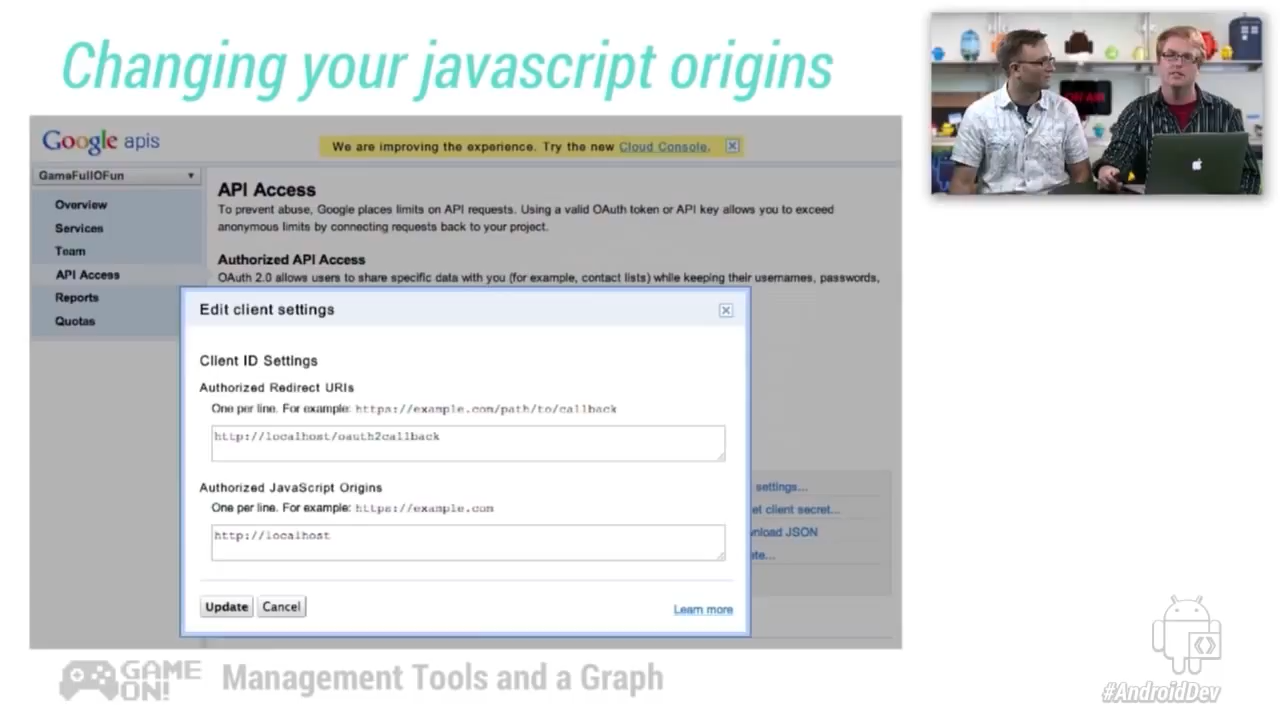 Changing your javascript origins
Google apis
We are improving the experience. Try the new Cloud Console.
GameFullOFun
Overview
Services
Team
API Access
Reports
Quotas
API Access
To prevent abuse, Google places limits on API requests. Using a valid OAuth token or API key allows you to exceed
anonymous limits by connecting requests back to your project.
Authorized API Access
OAuth 2.0 allows users to share specific data with you (for example, contact lists) while keeping their usernames, passwords,
Edit client settings
Client ID Settings
Authorized Redirect URIs
One per line. For example: https://example.com/path/to/callback
http://localhost/oauth2callback
Authorized JavaScript Origins
One per line. For example: https://example.com
http://localhost
Update
Cancel
Learn more
settings...
et client secret...
nload JSON
te...
GAME
ON!
Management Tools and a Graph
#AndroidDev